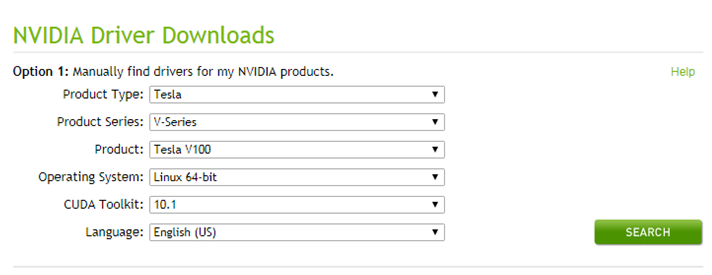 NVIDIA Driver Downloads
Option 1: Manually find drivers for my NVIDIA products. Help
Product Type: Tesla
Product Series: V-Series
Product: Tesla V100
Operating System: Linux 64-bit
CUDA Toolkit: 10.1
Language: English (US)
SEARCH